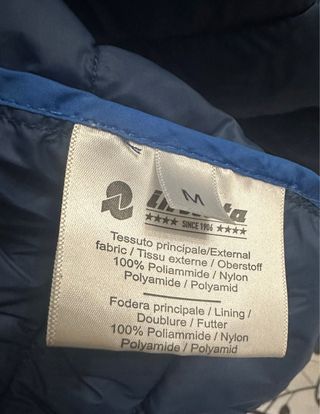 M
SINCE 1906
Tessuto principale/External
fabric / Tissu externe / Oberstoff
100% Poliammide / Nylon
Polyamide / Polyamid
Fodera principale / Lining /
Doublure / Futter
100% Poliammide / Nylon
Polyamide / Polyamid